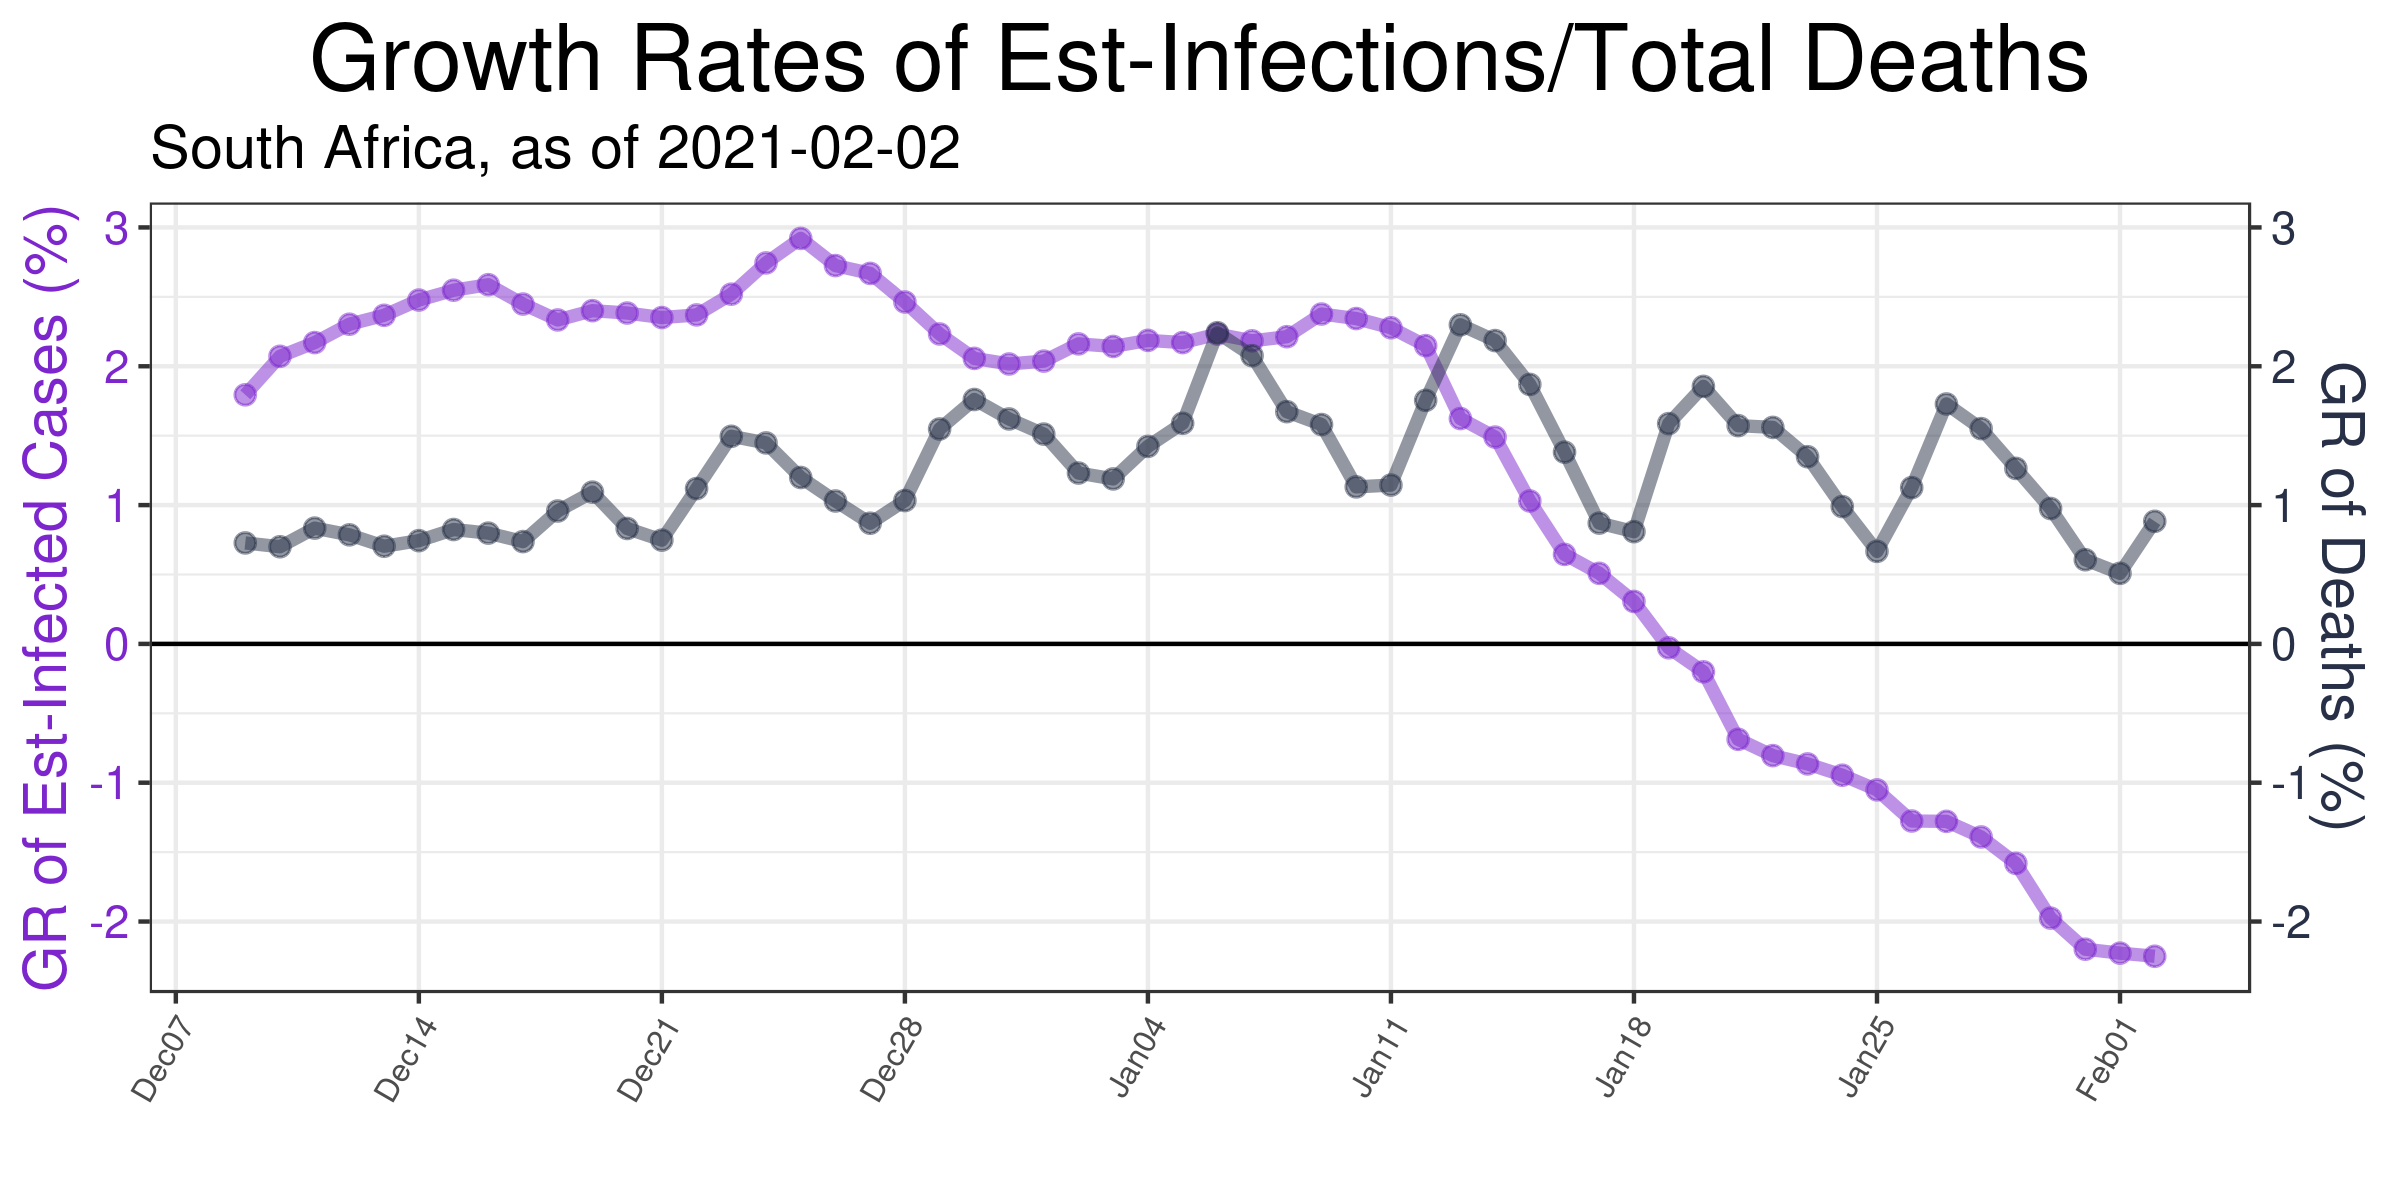 Growth Rates of Est-Infections/Total Deaths
South Africa, as of 2021-02-02
GR of Est-Infected Cases (%)
3
2
1
0
-1
-2
3
2
1
0
-1
-2
GR of Deaths (%)
Dec07
Dec14
Dec21
Dec28
Jan04
Jan11
Jan18
Jan25
Feb01